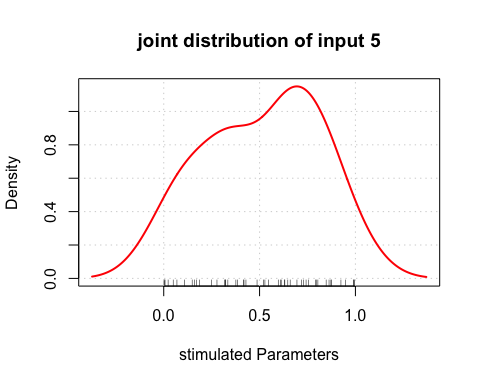 joint distribution of input 5
Density
0.8
0.4
0.0
0.0 0.5 1.0
stimulated Parameters